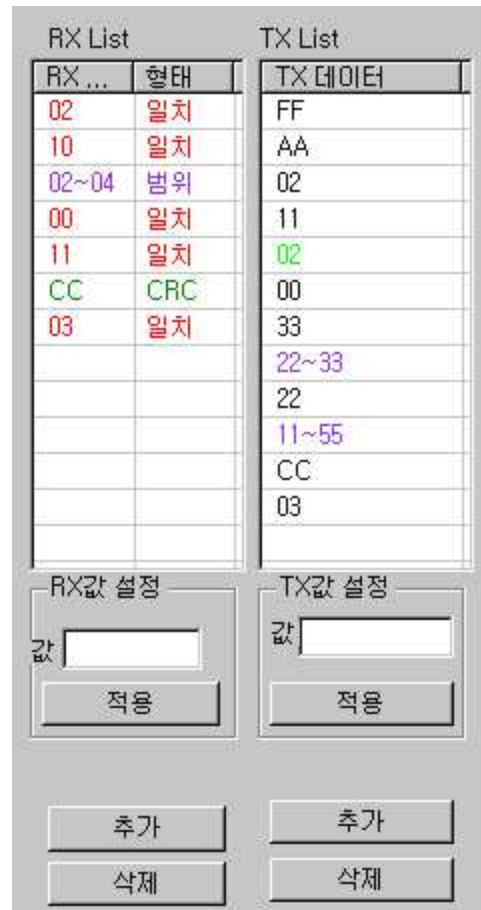 RX List
RX ... 형태
02 일치
10 일치
02~04 범위
00 일치
11 일치
CC CRC
03 일치
RX값 설정
값
적용
추가
삭제
TX List
TX 데이터
FF
AA
02
11
02
00
33
22~33
22
11~55
CC
03
TX값 설정
값
적용
추가
삭제